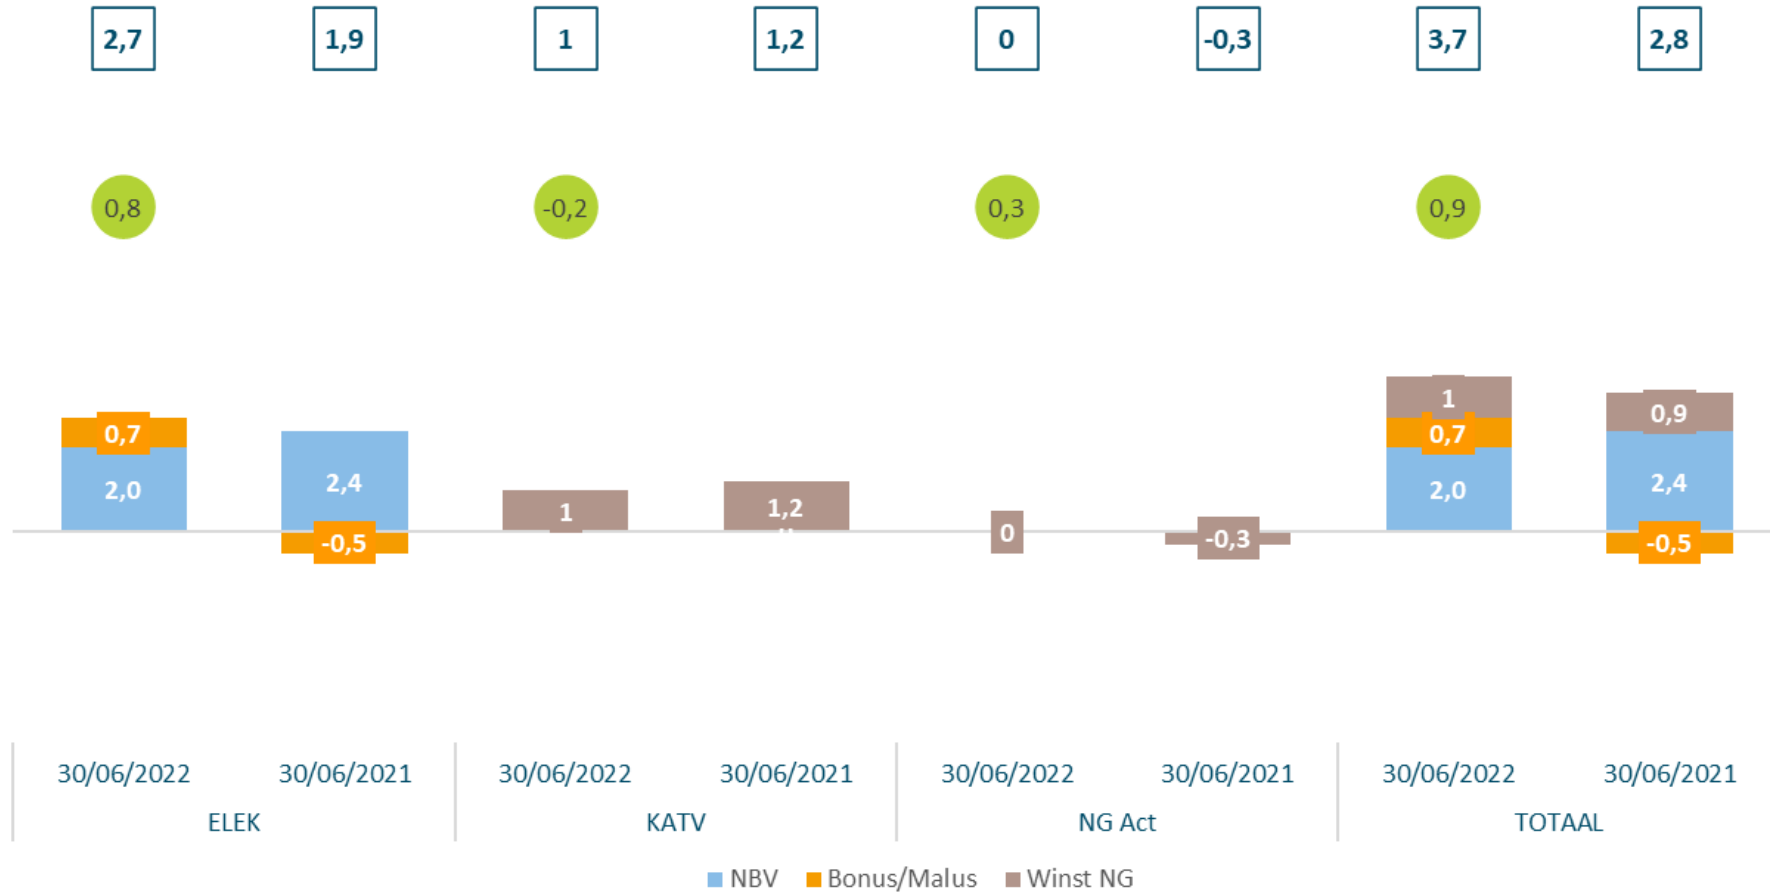 2,7 1,9 1 1,2 0 -0,3 3,7 2,8
0,8 -0,2 0,3 0,9
1
0,9
0,7 0,7
2,0 2,4 1 1,2 2,0 2,4
-0,5 0 -0,3 -0,5
30/06/2022 30/06/2021 30/06/2022 30/06/2021 30/06/2022 30/06/2021 30/06/2022 30/06/2021
ELEK KATV NG Act TOTAAL
NBV Bonus/Malus Winst NG